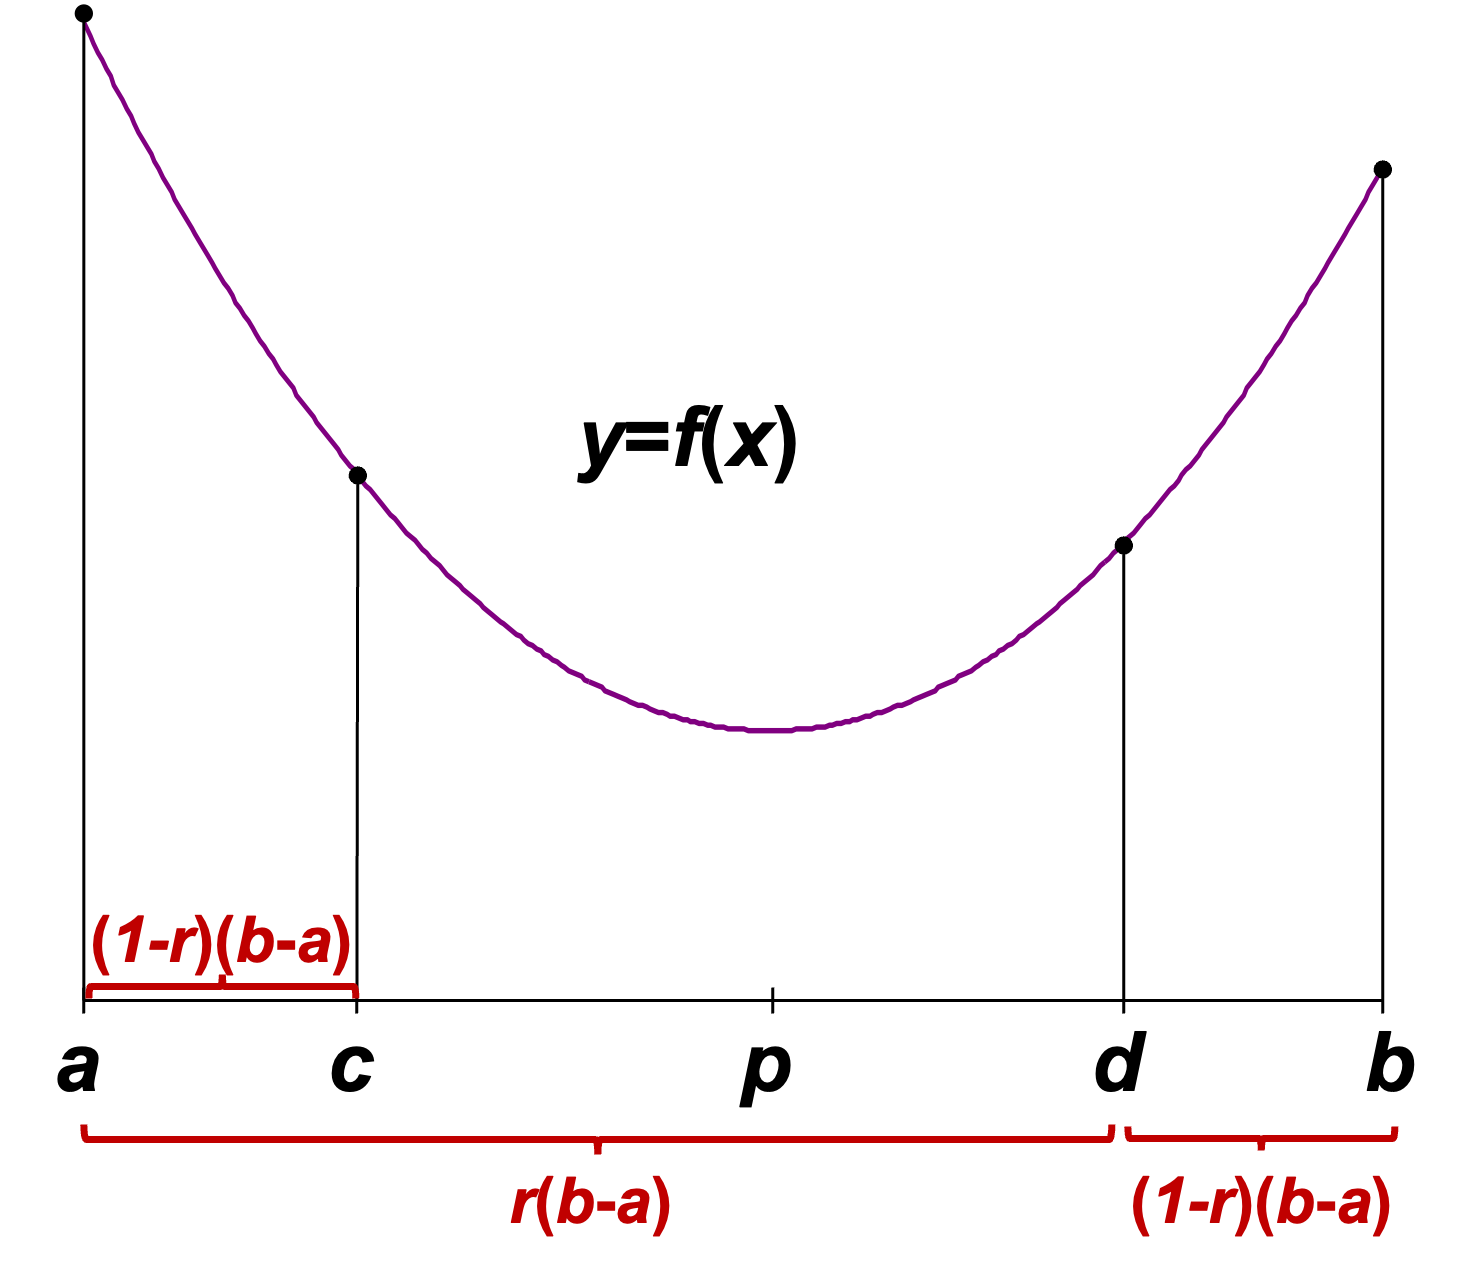 y=f(x)
(1-r)(b-a)
a c p d b
r(b-a) (1-r)(b-a)